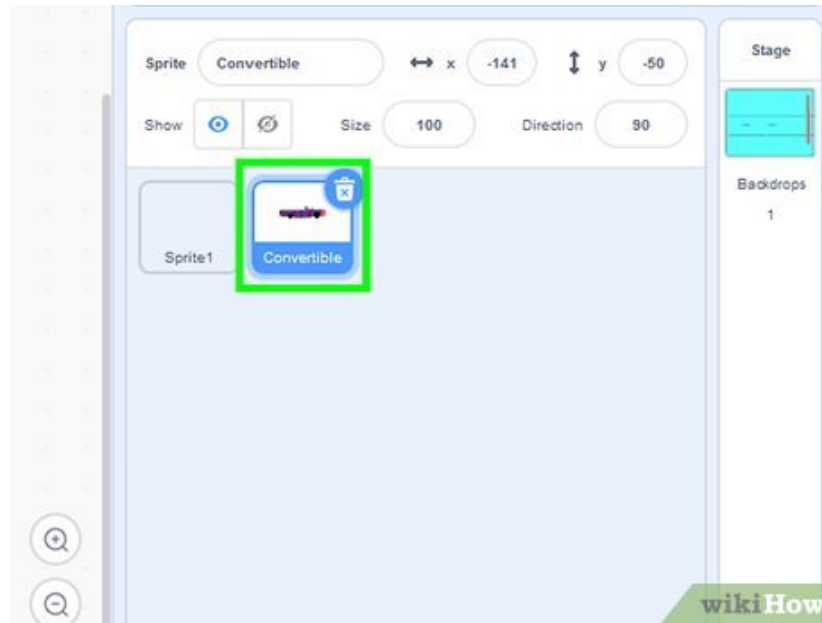 Sprite Convertible x -141 y -50
Stage
Show Size 100 Direction 90
Backdrops
1
Sprite1
Convertible
wikiHow